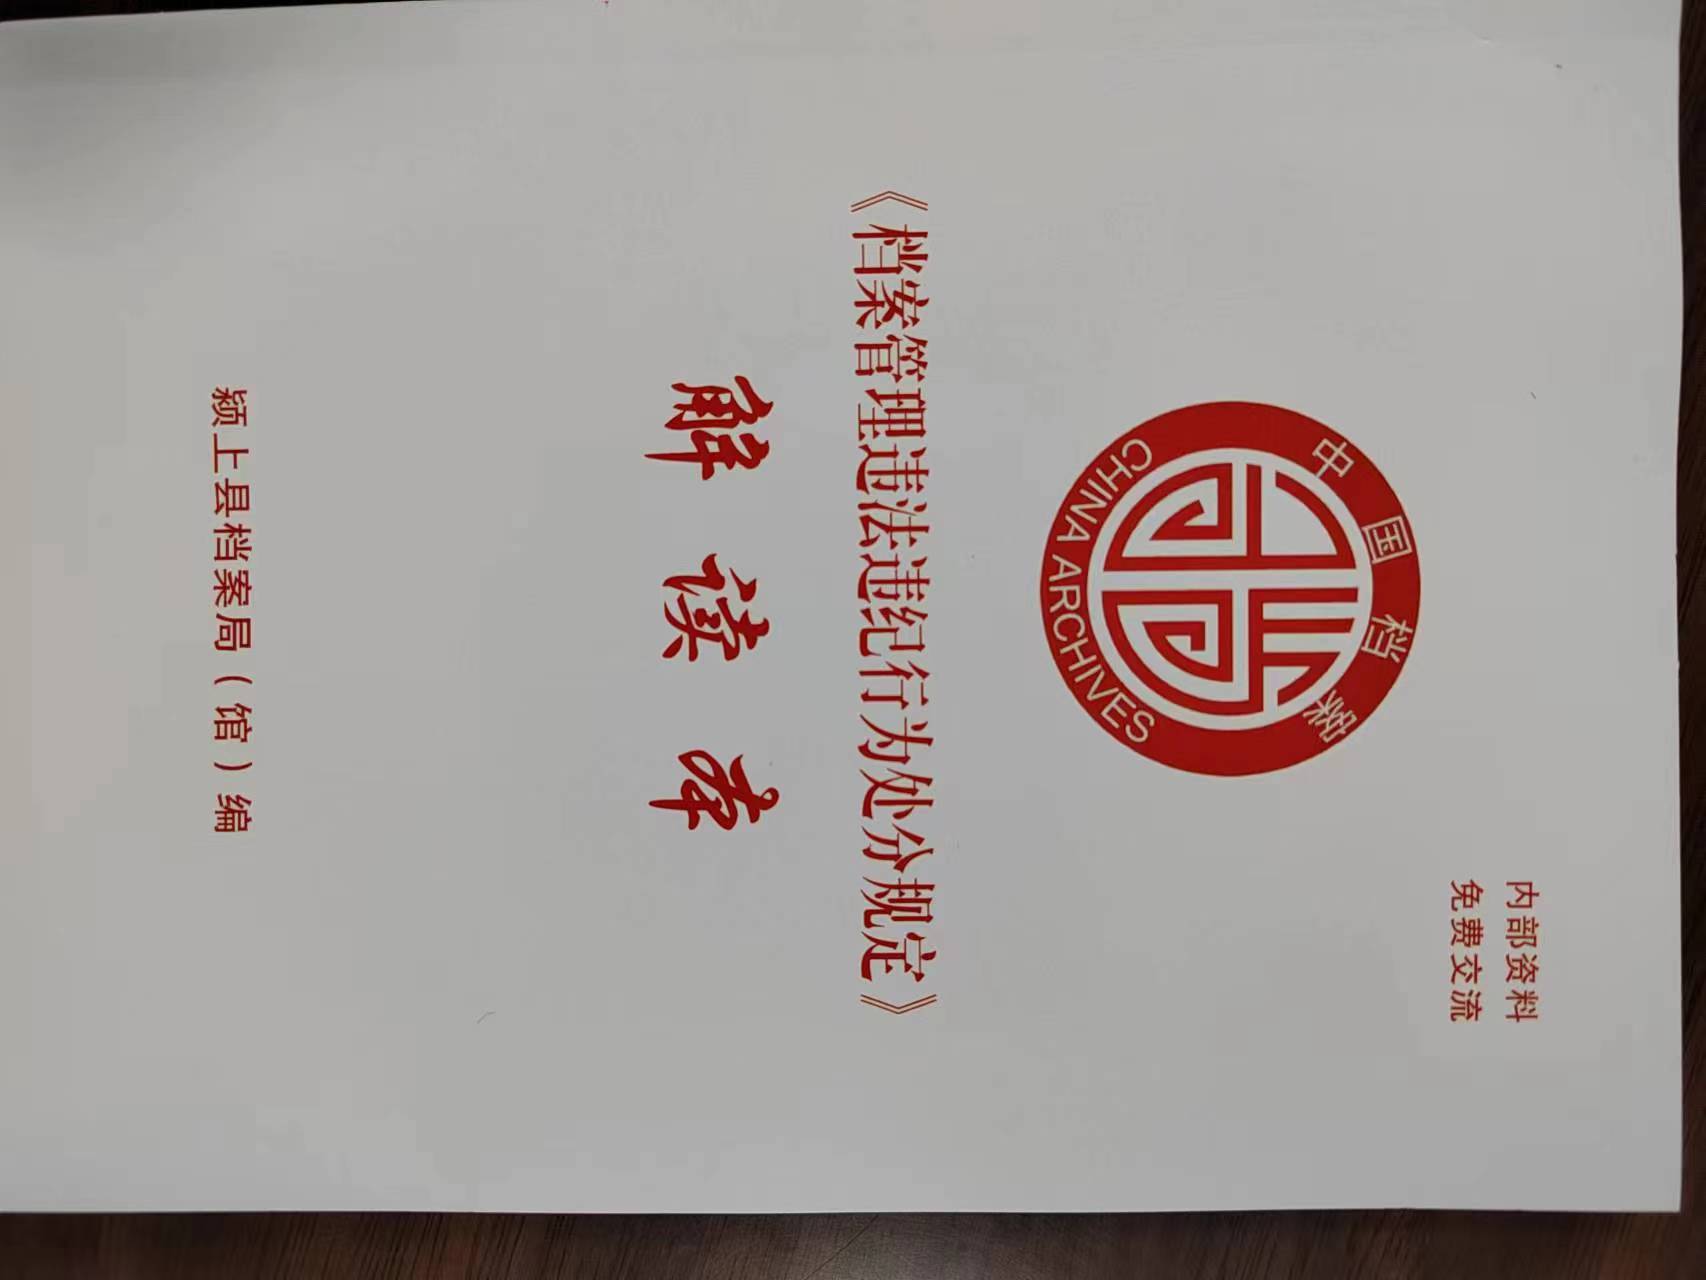 内部资料
免费交流
中国档案
CHINA ARCHIVES
《档案管理违法违纪行为处分规定》
解读本
颍上县档案局（馆）编